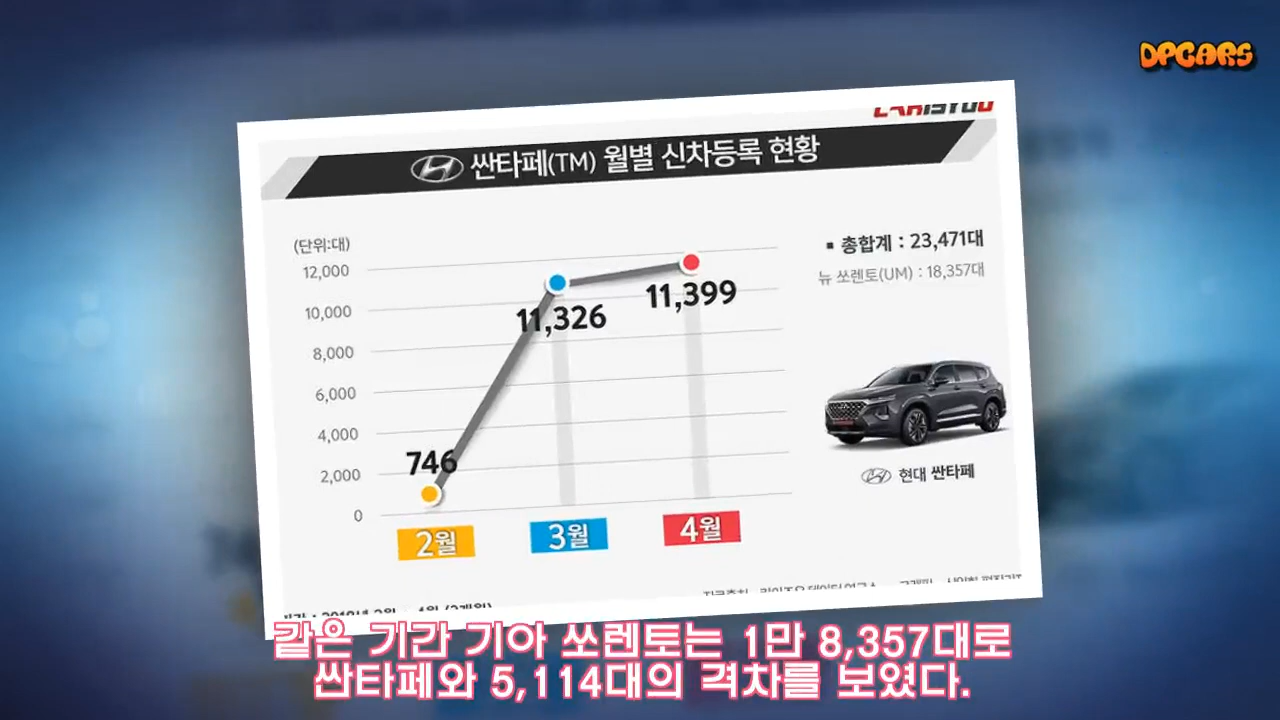 DPCARS
싼타페(TM) 월별 신차등록 현황
(단위:대)
■ 총합계 : 23,471대
뉴 쏘렌토(UM) : 18,357대
12,000
10,000
8,000
6,000
4,000
2,000
0
746
11,326
11,399
2월
3월
4월
현대 싼타페
같은 기간 기아 쏘렌토는 1만 8,357대로
싼타페와 5,114대의 격차를 보였다.